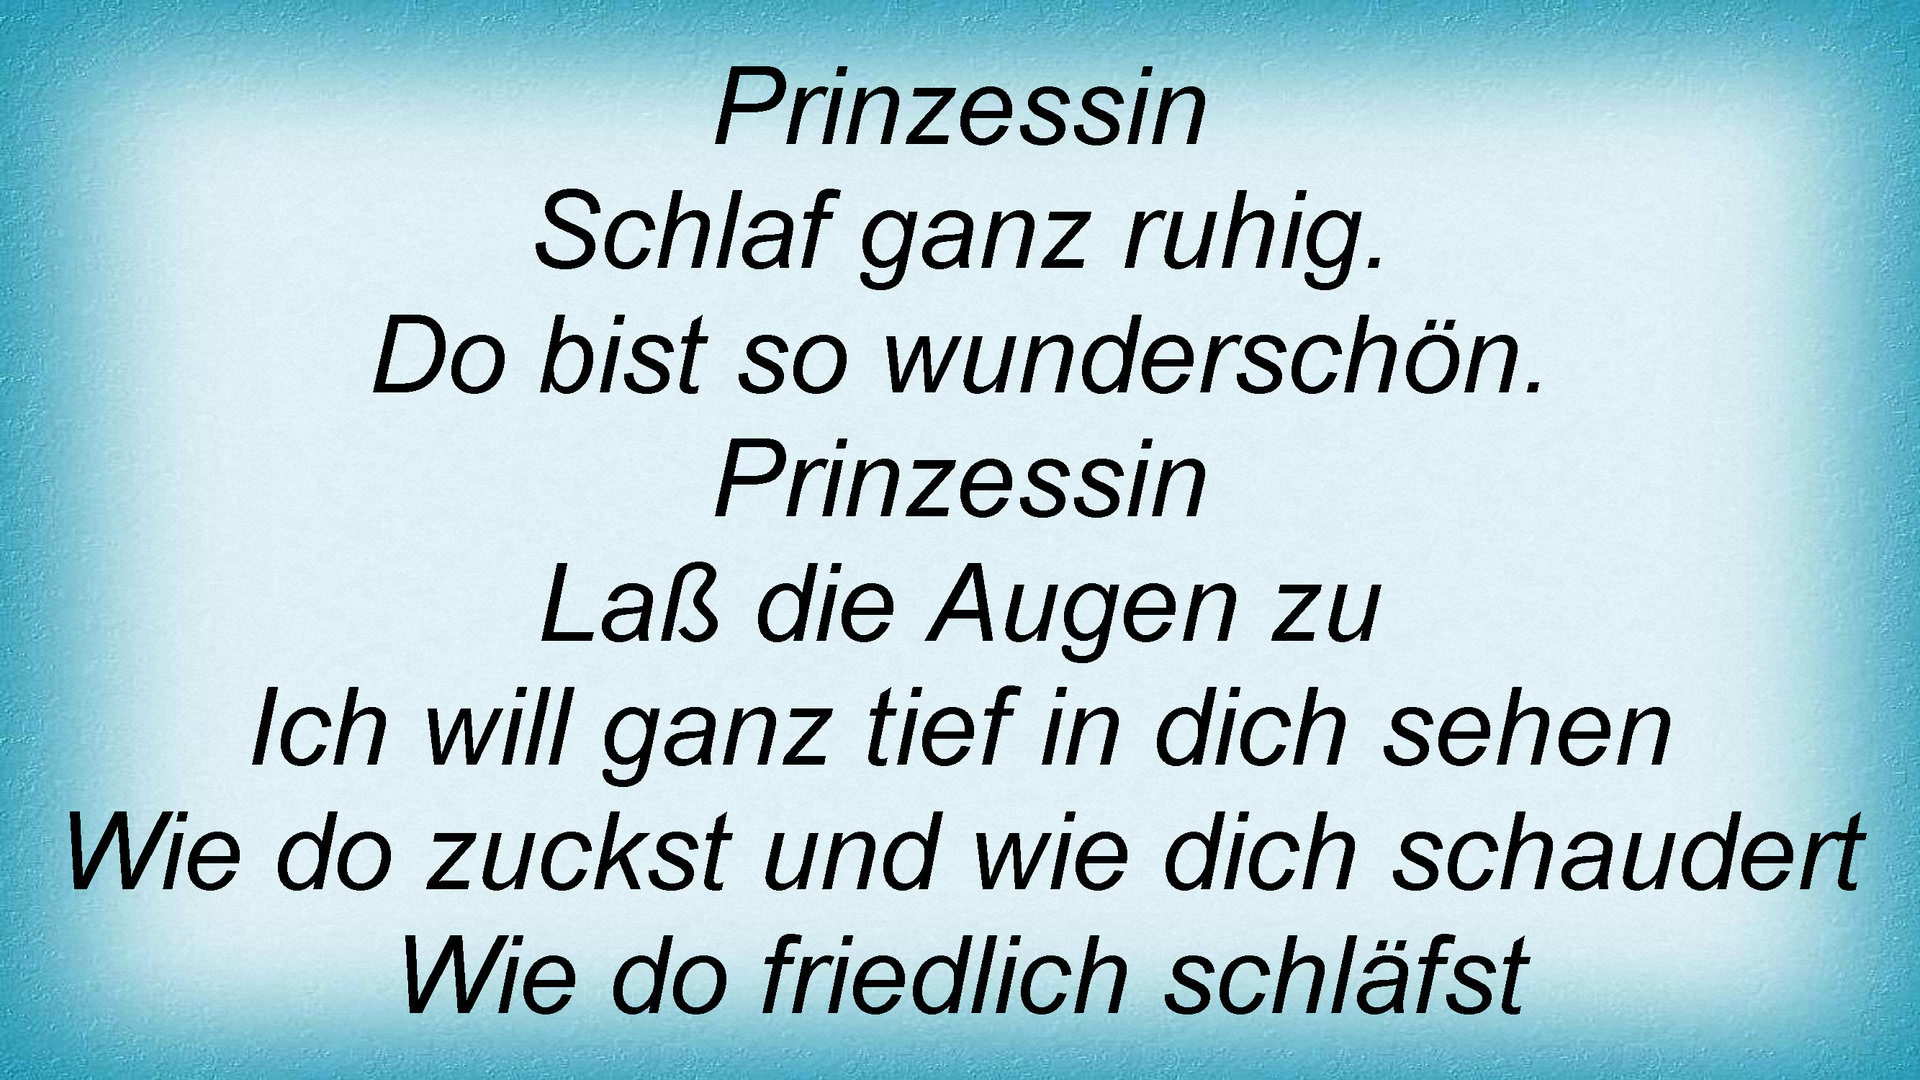 Prinzessin
Schlaf ganz ruhig.
Do bist so wunderschön.
Prinzessin
Laß die Augen zu
Ich will ganz tief in dich sehen
Wie do zuckst und wie dich schaudert
Wie do friedlich schläfst